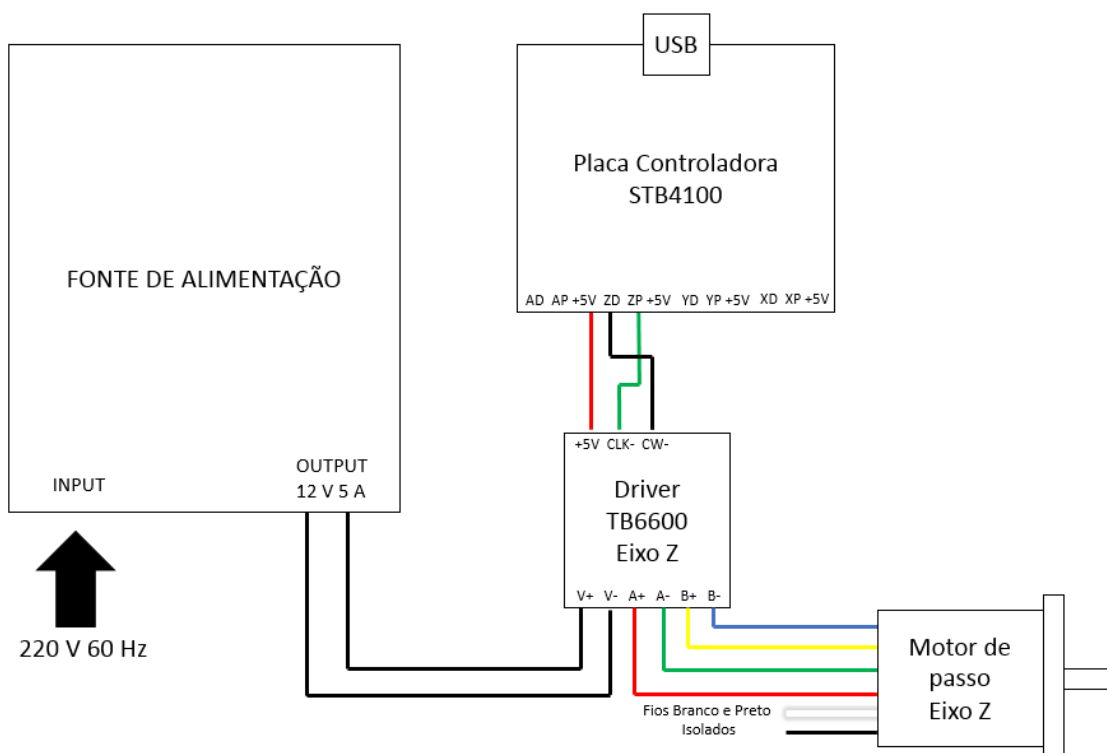 USB
Placa Controladora
STB4100
AD AP +5V ZD ZP +5V YD YP +5V XD XP +5V
FONTE DE ALIMENTAÇÃO
INPUT
OUTPUT
12 V 5 A
220 V 60 Hz
+5V CLK- CW-
Driver
TB6600
Eixo Z
V+ V- A+ A- B+ B-
Motor de
passo
Eixo Z
Fios Branco e Preto
Isolados